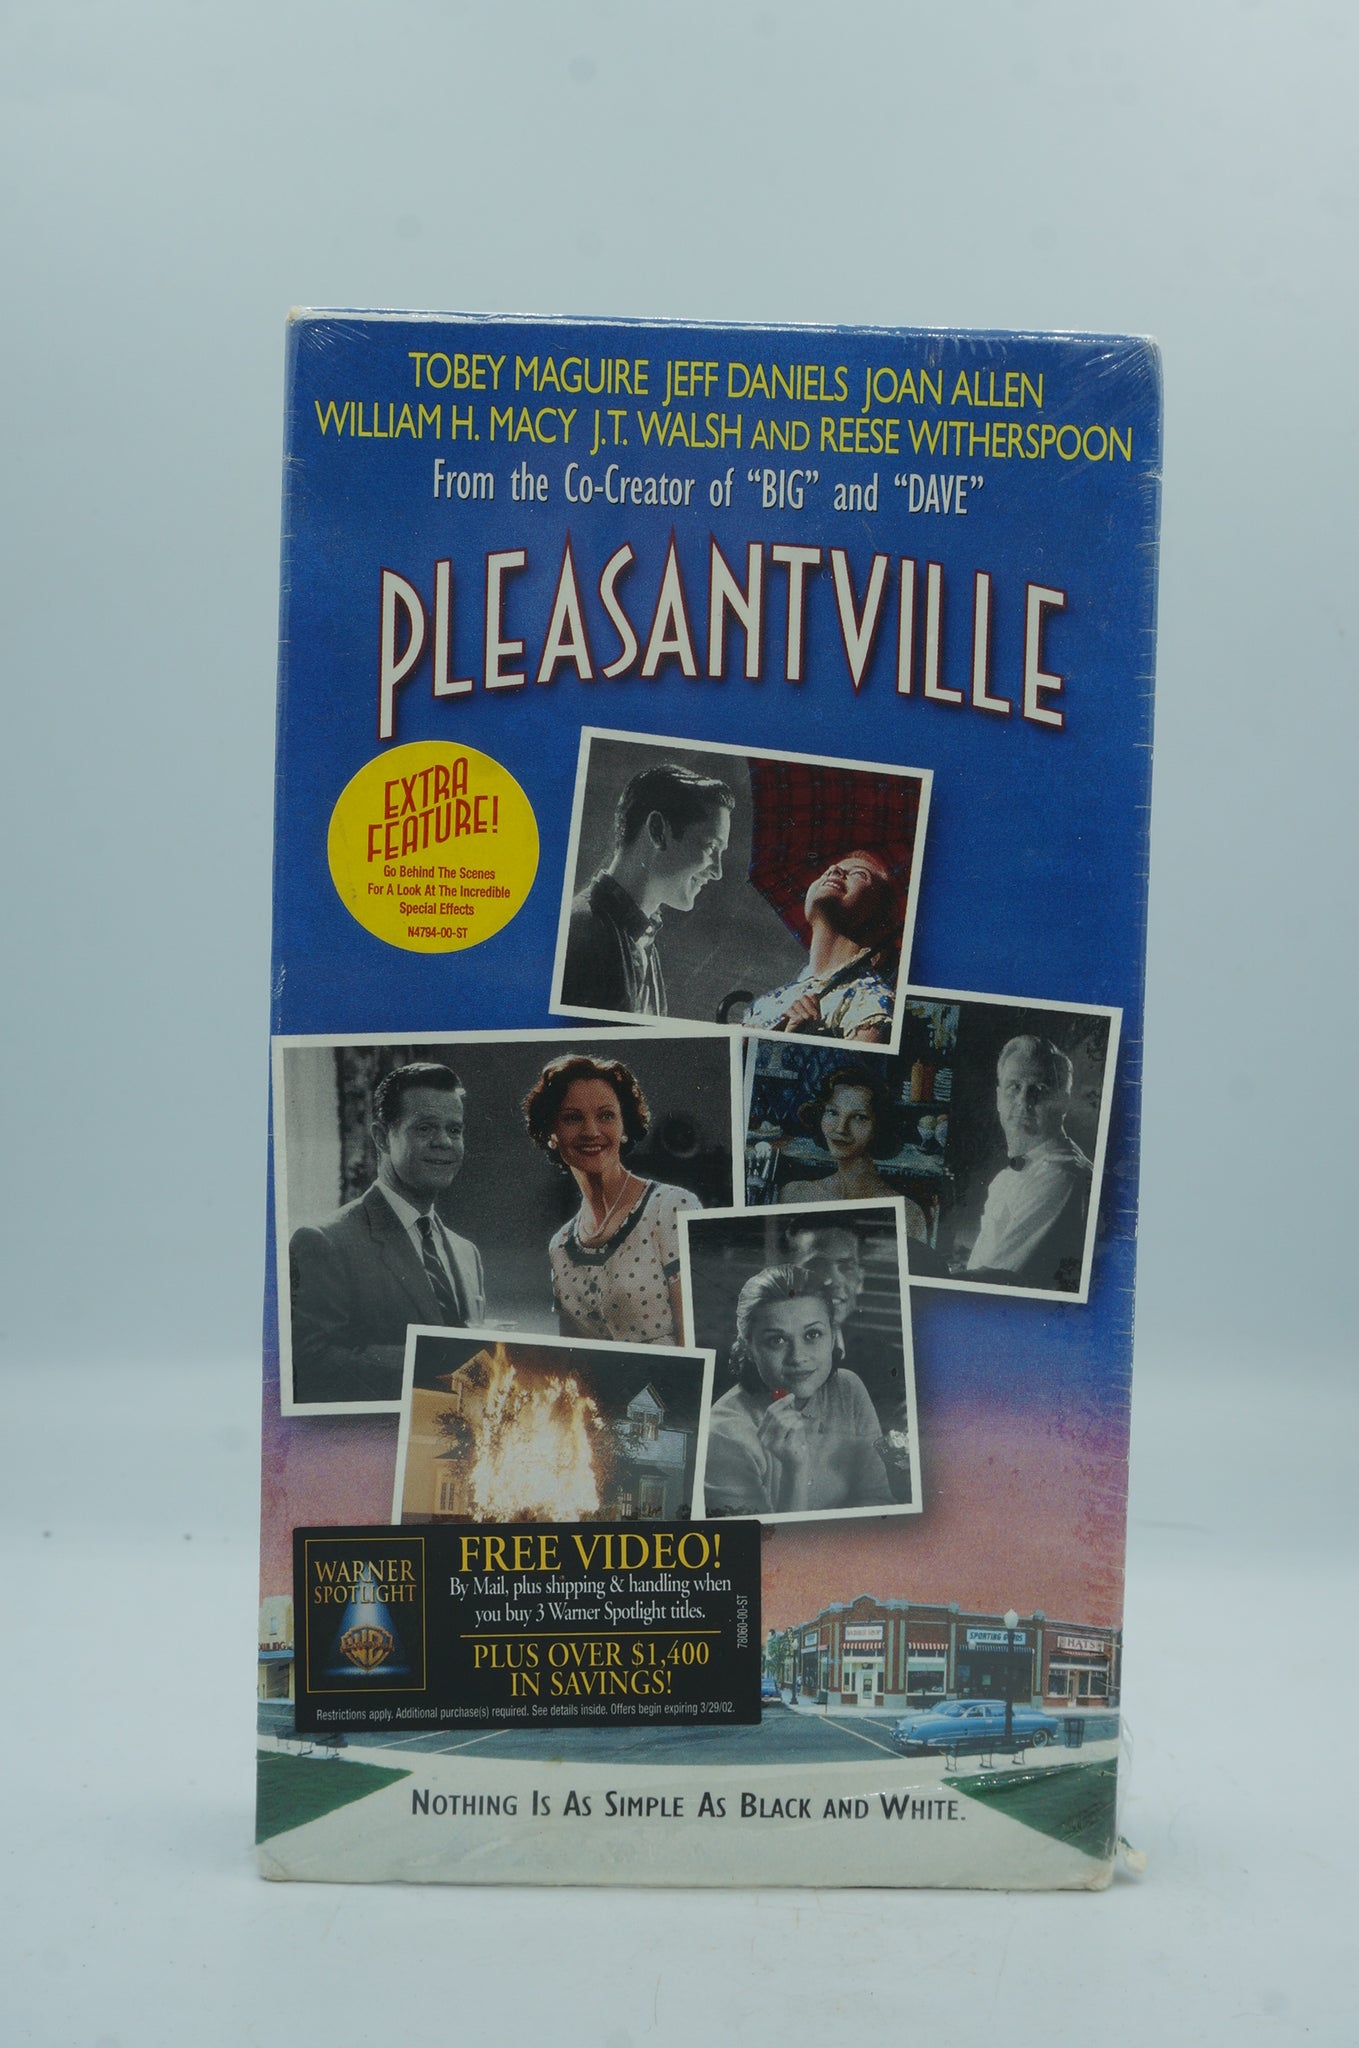 TOBEY MAGUIRE JEFF DANIELS JOAN ALLEN
WILLIAM H. MACY J.T. WALSH AND REESE WITHERSPOON
From the Co-Creator of “BIG” and “DAVE”
PLEASANTVILLE
EXTRA
FEATURE!
Go Behind The Scenes
For A Look At The Incredible
Special Effects
N4794-00-ST
WARNER
SPOTLIGHT
WB
FREE VIDEO!
By Mail, plus shipping & handling when
you buy 3 Warner Spotlight titles.
PLUS OVER $1,400
IN SAVINGS!
Restrictions apply. Additional purchase(s) required. See details inside. Offers begin expiring 3/29/02.
78060-00-ST
SPORTING
HATS
NOTHING IS AS SIMPLE AS BLACK AND WHITE.